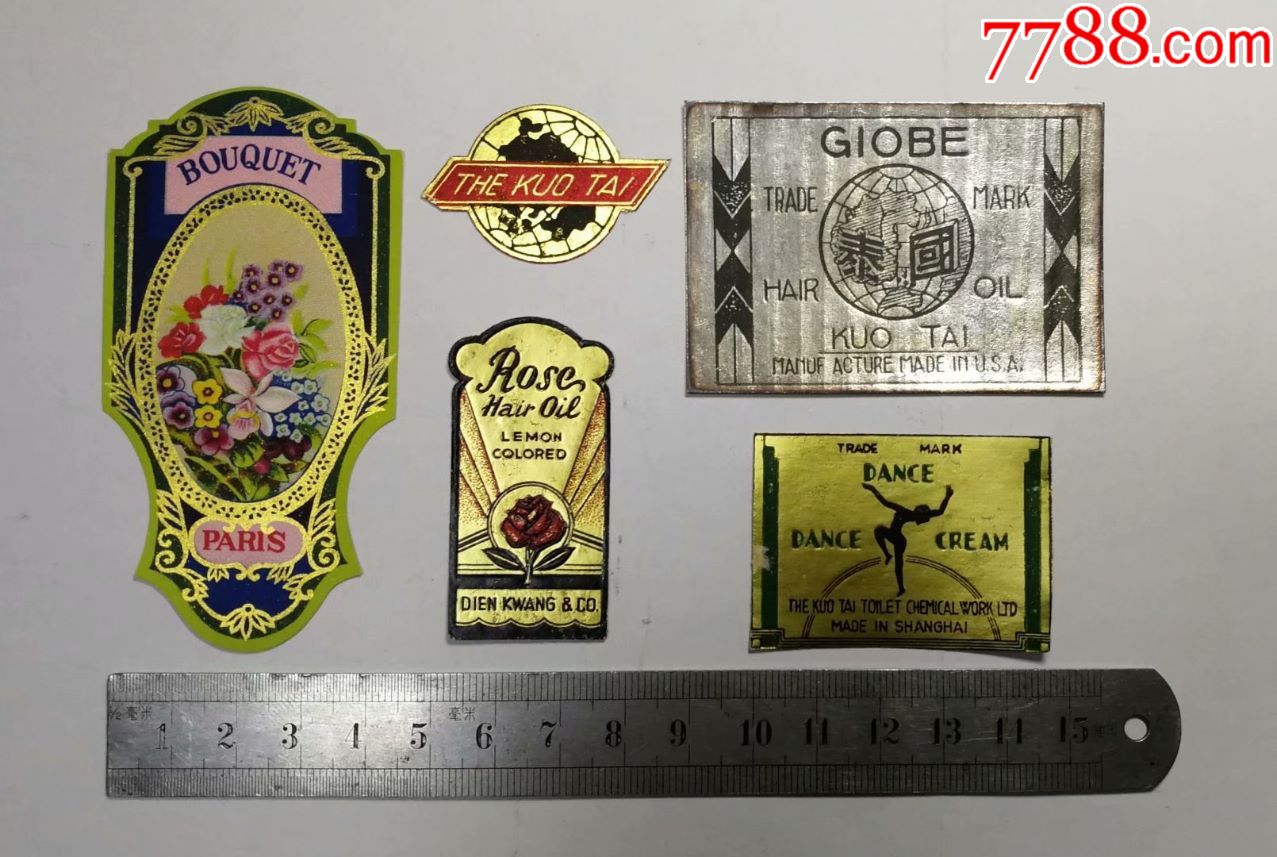 7788.com
BOUQUET
PARIS
THE KUO TAI
GIOBE
TRADE MARK
泰國
HAIR OIL
KUO TAI
MANUF ACTURE MADE IN U.S.A.
Rose
Hair Oil
LEMON
COLORED
DIEN KWANG & CO.
TRADE MARK
DANCE
DANCE CREAM
THE KUO TAI TOILET CHEMICAL WORK LTD
MADE IN SHANGHAI
½毫米 毫米
1 2 3 4 5 6 7 8 9 10 11 12 13 14 15